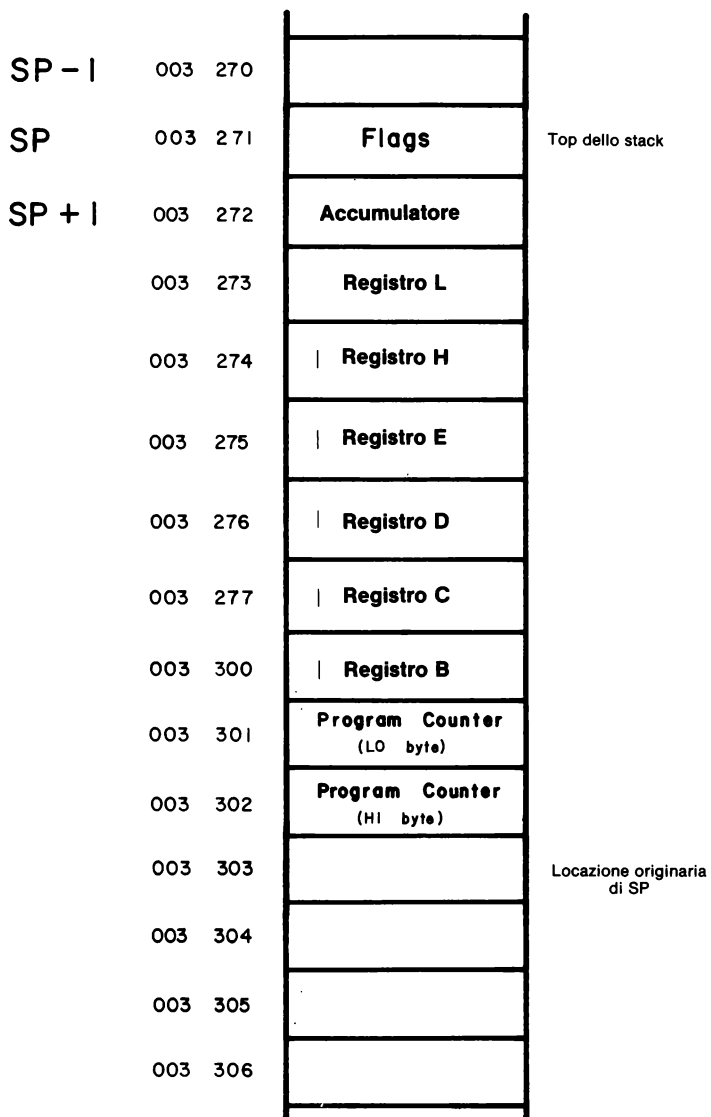 SP-1 003 270
SP 003 271 Flags Top dello stack
SP+1 003 272 Accumulatore
003 273 Registro L
003 274 Registro H
003 275 Registro E
003 276 Registro D
003 277 Registro C
003 300 Registro B
003 301 Program Counter
(LO byte)
003 302 Program Counter
(HI byte)
003 303 Locazione originaria
di SP
003 304
003 305
003 306